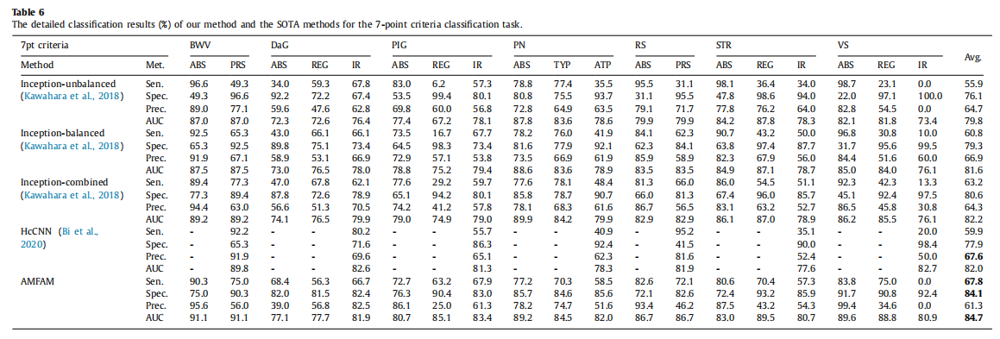 Table 6
The detailed classification results (%) of our method and the SOTA methods for the 7-point criteria classification task.
7pt criteria BWV DaG PIG PN RS STR VS Avg.
Method Met. ABS PRS ABS REG IR ABS REG IR ABS TYP ATP ABS PRS ABS REG IR ABS REG IR
Inception-unbalanced Sen. 96.6 49.3 34.0 59.3 67.8 83.0 6.2 57.3 78.8 77.4 35.5 95.5 31.1 98.1 36.4 34.0 98.7 23.1 0.0 55.9
(Kawahara et al., 2018) Spec. 49.3 96.6 92.2 72.2 67.4 53.5 99.4 80.1 80.8 75.5 93.7 31.1 95.5 47.8 98.6 94.0 22.0 97.1 100.0 76.1
Prec. 89.0 77.1 59.6 47.6 62.8 69.8 60.0 56.8 72.8 64.9 63.5 79.1 71.7 77.8 76.2 64.0 82.8 54.5 0.0 64.7
AUC 87.0 87.0 72.3 72.6 76.4 77.4 67.2 78.1 87.8 83.6 78.6 79.9 79.9 84.2 87.8 78.3 82.1 81.8 73.4 79.8
Inception-balanced Sen. 92.5 65.3 43.0 66.1 66.1 73.5 16.7 67.7 78.2 76.0 41.9 84.1 62.3 90.7 43.2 50.0 96.8 30.8 10.0 60.8
(Kawahara et al., 2018) Spec. 65.3 92.5 89.8 75.1 73.4 64.5 98.3 73.4 81.6 77.9 92.1 62.3 84.1 63.8 97.4 87.7 31.7 95.6 99.5 79.3
Prec. 91.9 67.1 58.9 53.1 66.9 72.9 57.1 53.8 73.5 66.9 61.9 85.9 58.9 82.3 67.9 56.0 84.4 51.6 60.0 66.9
AUC 87.5 87.5 73.0 76.5 78.0 78.8 75.2 79.4 88.6 83.6 78.9 83.5 83.5 84.9 87.1 78.7 85.0 84.0 76.1 81.6
Inception-combined Sen. 89.4 77.3 47.0 67.8 62.1 77.6 29.2 59.7 77.6 78.1 48.4 81.3 66.0 86.0 54.5 51.1 92.3 42.3 13.3 63.2
(Kawahara et al., 2018) Spec. 77.3 89.4 87.8 72.6 78.9 65.1 94.2 80.1 85.8 78.7 90.7 66.0 81.3 67.4 96.0 87.4 45.1 92.4 97.5 80.6
Prec. 94.4 63.0 56.6 51.3 70.5 74.2 41.2 57.8 78.1 68.3 61.6 86.7 56.5 83.1 63.2 52.7 86.2 45.8 30.8 64.3
AUC 89.2 89.2 74.1 76.5 79.9 79.0 74.9 79.0 89.9 84.2 79.9 82.9 82.9 86.1 87.0 78.9 86.2 85.5 76.1 82.2
HcCNN (Bi et al., Sen. - 92.2 - - 80.2 - - 55.7 - - 40.9 - 95.2 - - 35.1 - - 20.0 59.9
2020) Spec. - 65.3 - - 71.6 - - 86.3 - - 92.4 - 41.5 - - 90.0 - - 98.4 77.9
Prec. - 91.9 - - 69.6 - - 65.1 - - 62.3 - 81.6 - - 52.4 - - 50.0 67.6
AUC - 89.8 - - 82.6 - - 81.3 - - 78.3 - 81.9 - - 77.6 - - 82.7 82.0
AMFAM Sen. 90.3 75.0 68.4 56.3 66.7 72.7 63.2 67.9 77.2 70.3 58.5 82.6 72.1 80.6 70.4 57.3 83.8 75.0 0.0 67.8
Spec. 75.0 90.3 82.0 81.5 82.4 76.3 90.4 83.0 85.7 84.6 85.6 72.1 82.6 72.4 93.2 85.9 91.7 90.8 92.4 84.1
Prec. 95.6 56.0 39.0 56.8 82.5 86.1 25.0 61.3 78.2 74.7 51.6 93.4 46.2 87.5 43.2 54.3 99.4 34.6 0.0 61.3
AUC 91.1 91.1 77.1 77.7 81.9 80.7 85.1 83.4 89.2 84.5 82.0 86.7 86.7 83.0 89.5 80.7 89.6 88.8 80.9 84.7